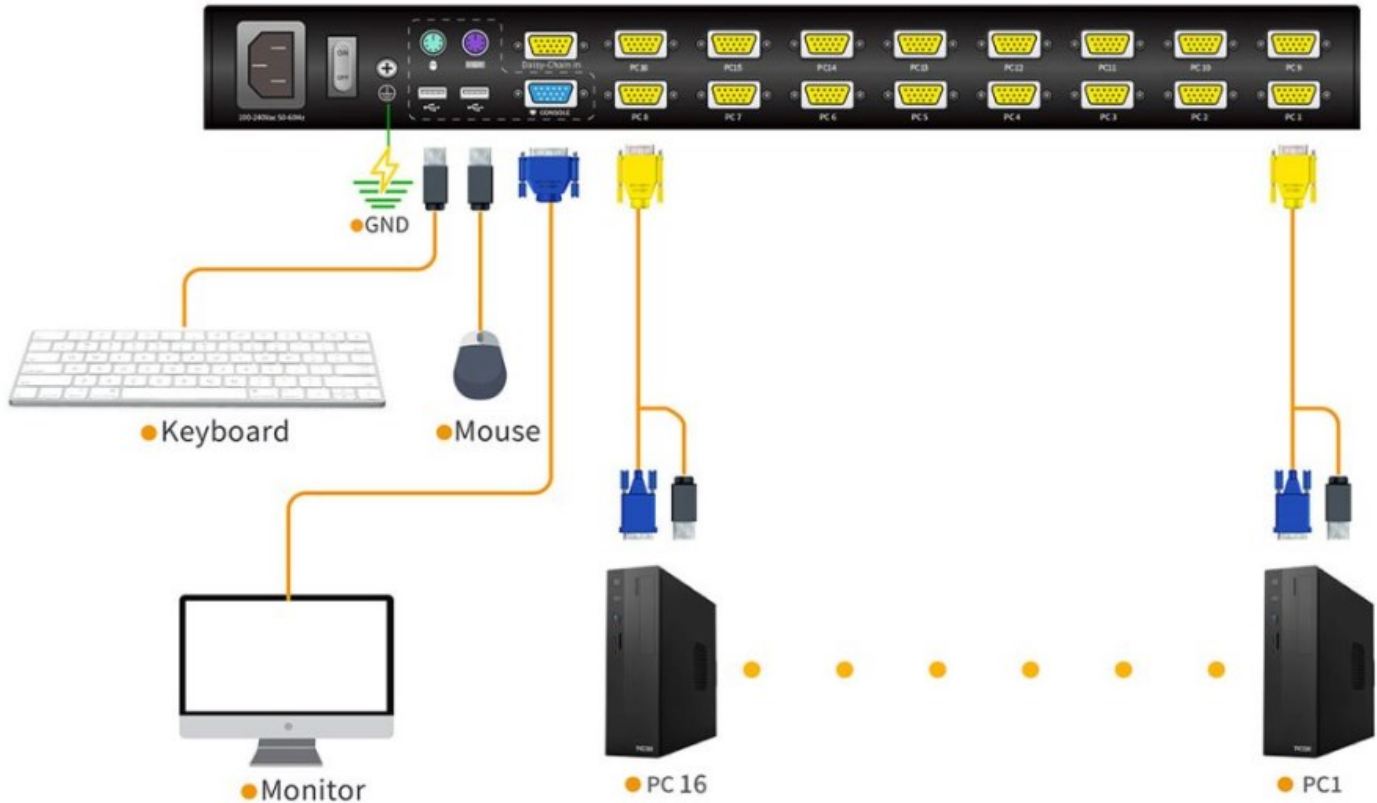 ON
OFF
Daisy-Chain in
PC16 PC15 PC14 PC13 PC12 PC11 PC 10 PC 9
100-240Vac 50-60Hz
CONSOLE
PC 8 PC 7 PC 6 PC 5 PC 4 PC 3 PC 2 PC 1
GND
Keyboard
Mouse
Monitor
PC 16
PC1